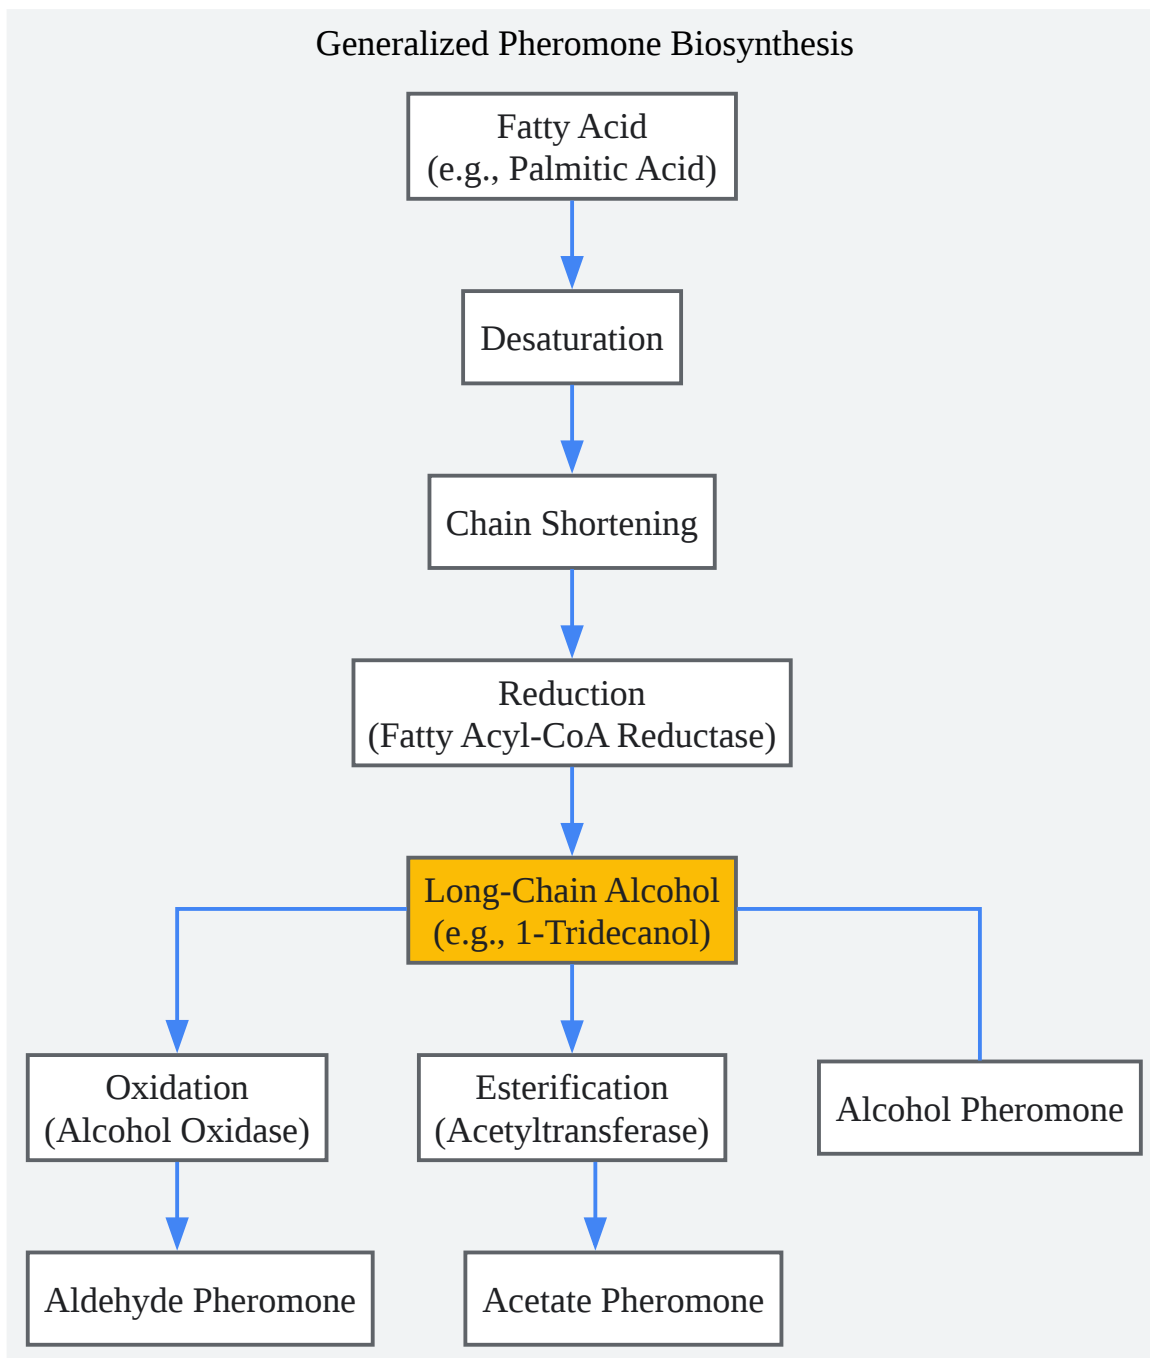 Generalized Pheromone Biosynthesis
Fatty Acid
(e.g., Palmitic Acid)
Desaturation
Chain Shortening
Reduction
(Fatty Acyl-CoA Reductase)
Long-Chain Alcohol
(e.g., 1-Tridecanol)
Oxidation
(Alcohol Oxidase)
Esterification
(Acetyltransferase)
Alcohol Pheromone
Aldehyde Pheromone
Acetate Pheromone